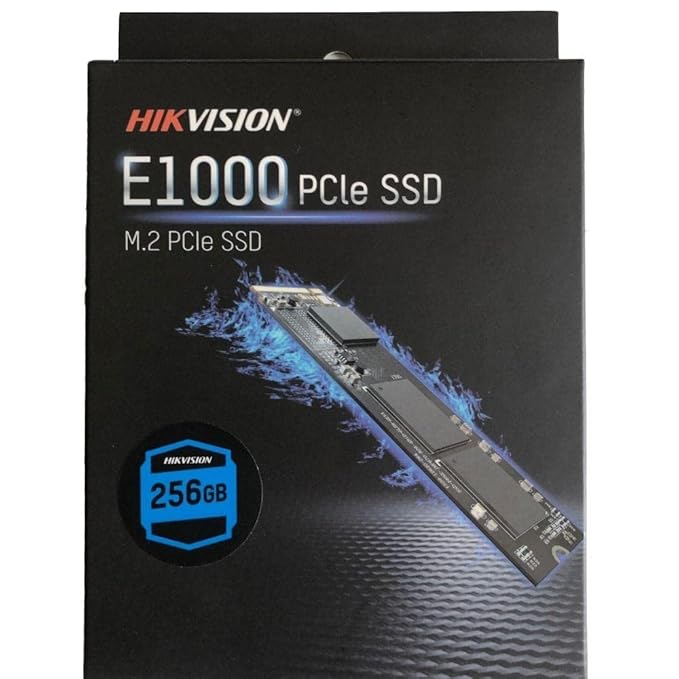 HIKVISION®
E1000 PCIe SSD
M.2 PCIe SSD
HIKVISION
256GB